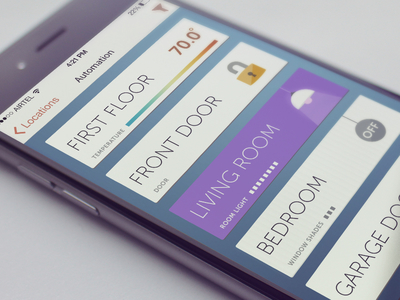 AIRTEL 4:21 PM 22%
Locations Automation
FIRST FLOOR 70.0°
TEMPERATURE
FRONT DOOR
DOOR
LIVING ROOM
ROOM LIGHT
BEDROOM OFF
WINDOW SHADES
GARAGE DOO